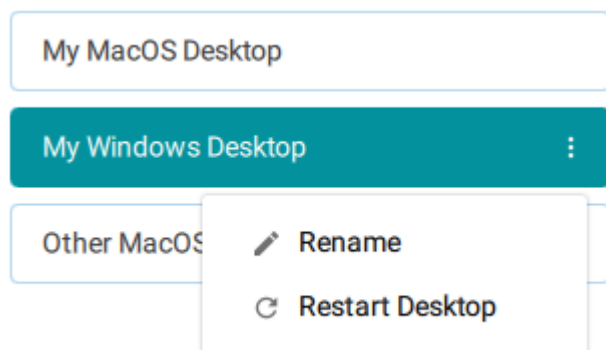 My MacOS Desktop
My Windows Desktop
Other MacOS
Rename
Restart Desktop